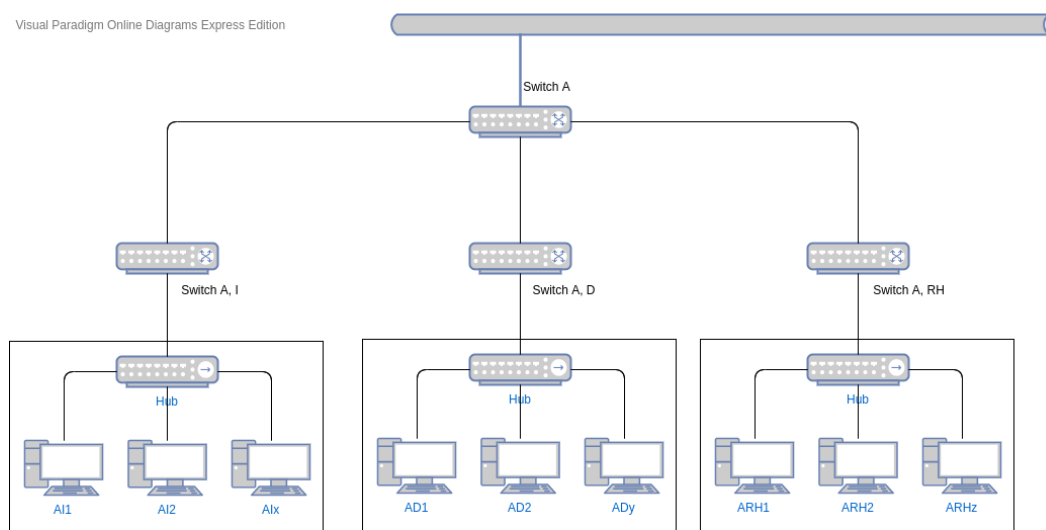 Visual Paradigm Online Diagrams Express Edition
Switch A
Switch A, I
Switch A, D
Switch A, RH
Hub
Hub
Hub
AI1
AI2
AIx
AD1
AD2
ADy
ARH1
ARH2
ARHz